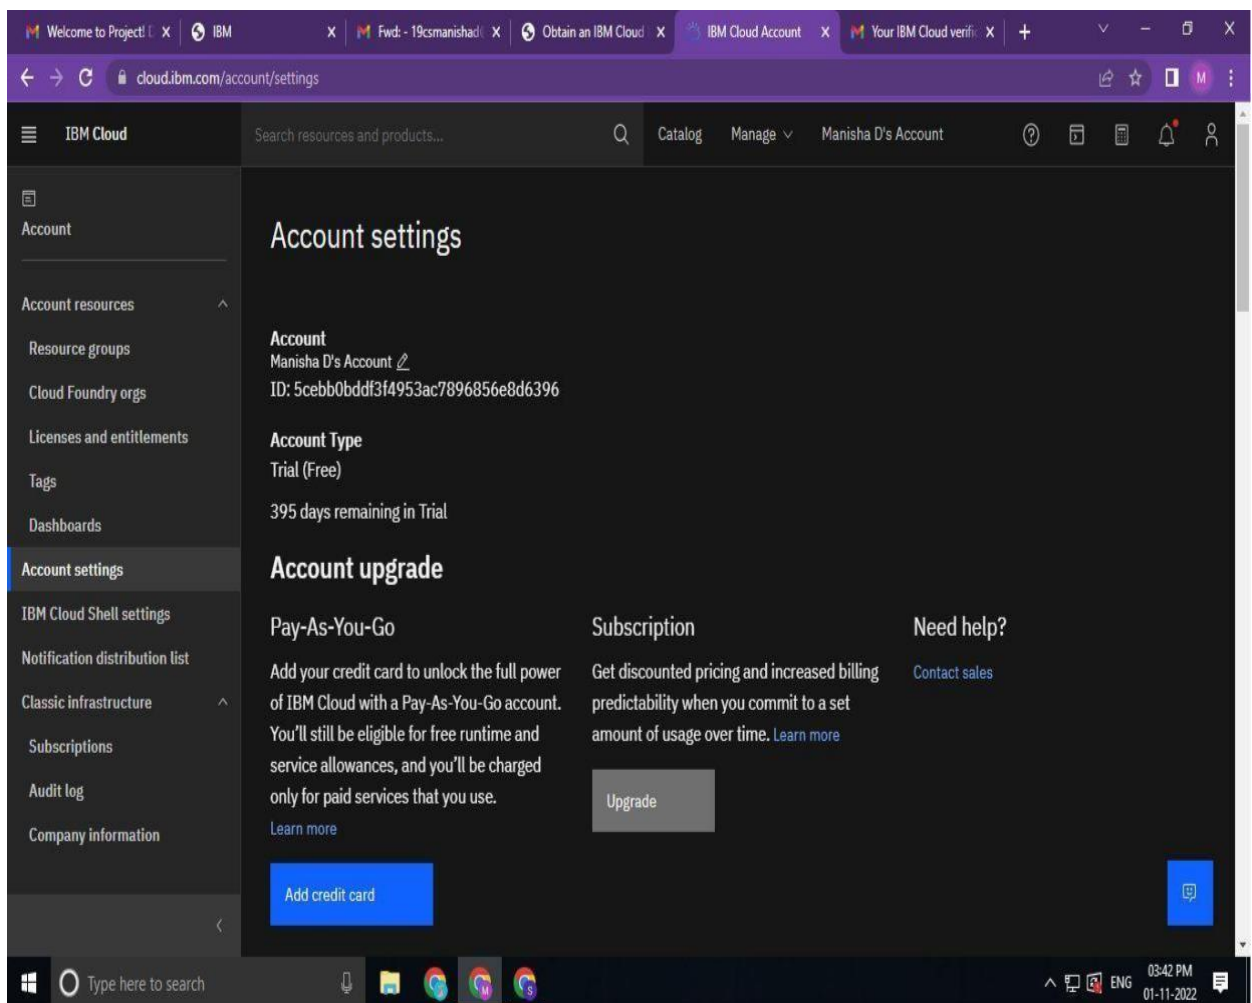 Welcome to Project! D
IBM
Fwd: - 19csmanishad
Obtain an IBM Cloud
IBM Cloud Account
Your IBM Cloud verific
cloud.ibm.com/account/settings
M
IBM Cloud
Search resources and products...
Catalog
Manage
Manisha D's Account
Account
Account resources
Resource groups
Cloud Foundry orgs
Licenses and entitlements
Tags
Dashboards
Account settings
IBM Cloud Shell settings
Notification distribution list
Classic infrastructure
Subscriptions
Audit log
Company information
Account settings
Account
Manisha D's Account
ID: 5cebb0bddf3f4953ac7896856e8d6396
Account Type
Trial (Free)
395 days remaining in Trial
Account upgrade
Pay-As-You-Go
Add your credit card to unlock the full power
of IBM Cloud with a Pay-As-You-Go account.
You'll still be eligible for free runtime and
service allowances, and you'll be charged
only for paid services that you use.
Learn more
Add credit card
Subscription
Get discounted pricing and increased billing
predictability when you commit to a set
amount of usage over time. Learn more
Upgrade
Need help?
Contact sales
Type here to search
ENG
03:42 PM
01-11-2022